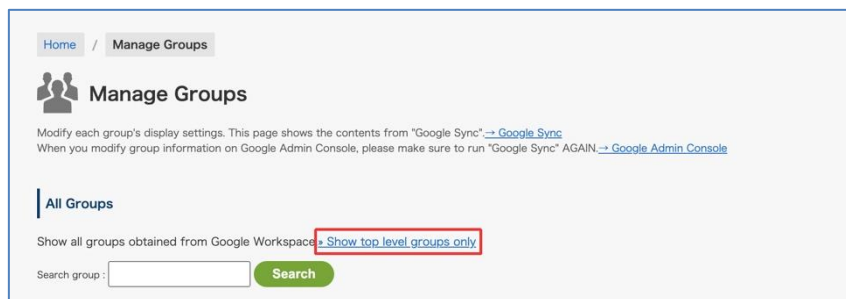 Home / Manage Groups
Manage Groups
Modify each group's display settings. This page shows the contents from "Google Sync".→ Google Sync
When you modify group information on Google Admin Console, please make sure to run "Google Sync" AGAIN.→ Google Admin Console
All Groups
Show all groups obtained from Google Workspace» Show top level groups only
Search group : Search